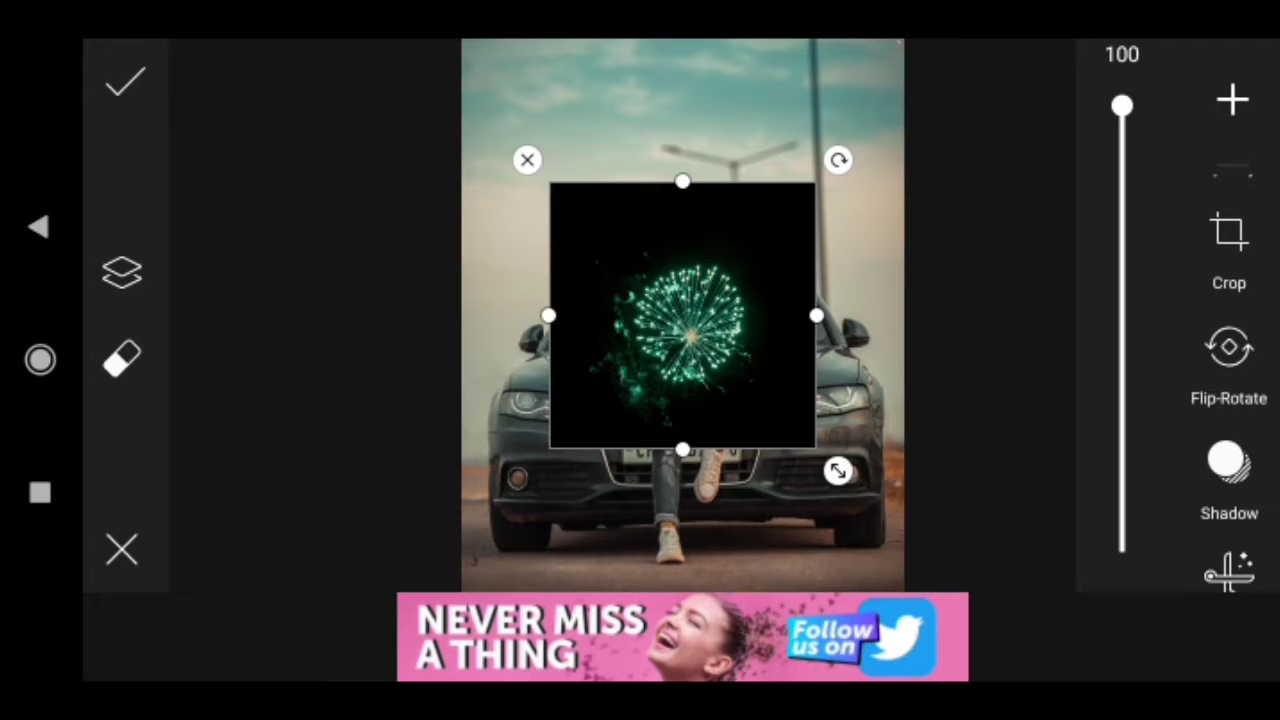 100
Crop
Flip-Rotate
Shadow
NEVER MISS
A THING
Follow
us on